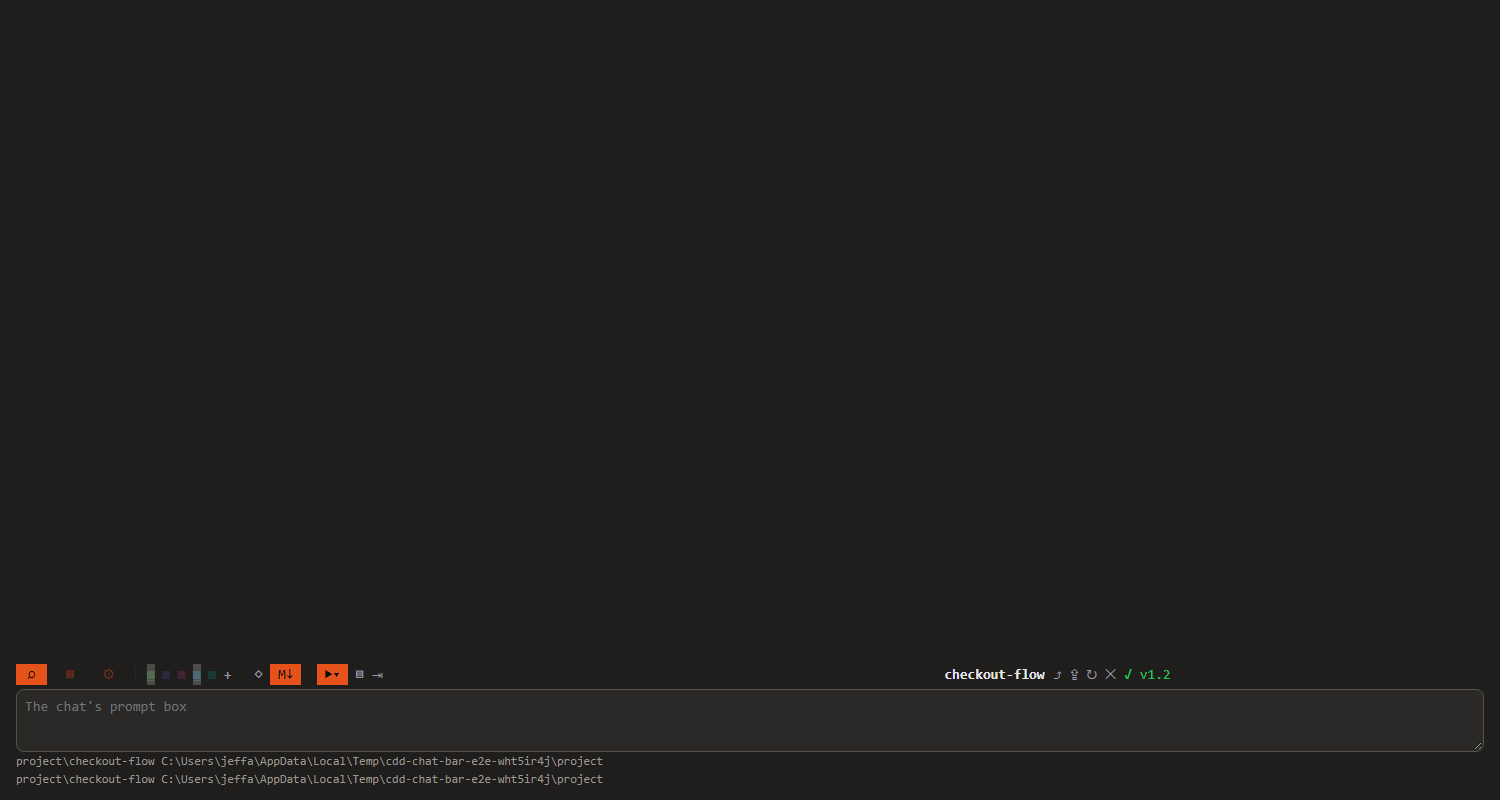 + M↓ checkout-flow ✓ v1.2
The chat's prompt box
project\checkout-flow C:\Users\jeffa\AppData\Local\Temp\cdd-chat-bar-e2e-wht5ir4j\project
project\checkout-flow C:\Users\jeffa\AppData\Local\Temp\cdd-chat-bar-e2e-wht5ir4j\project